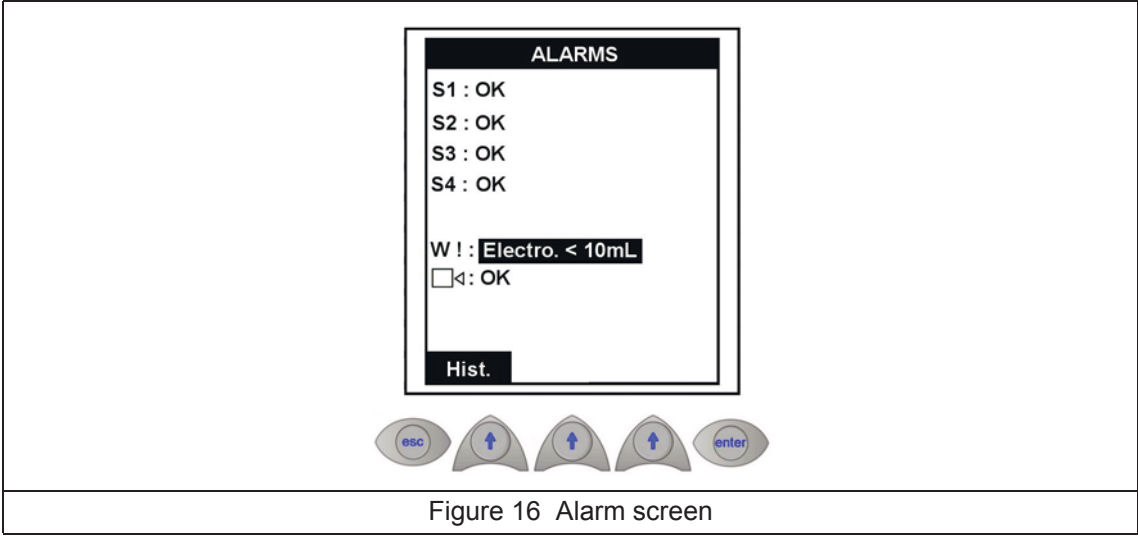 ALARMS
S1 : OK
S2 : OK
S3 : OK
S4 : OK
W ! : Electro. < 10mL
: OK
Hist.
esc
enter
Figure 16 Alarm screen